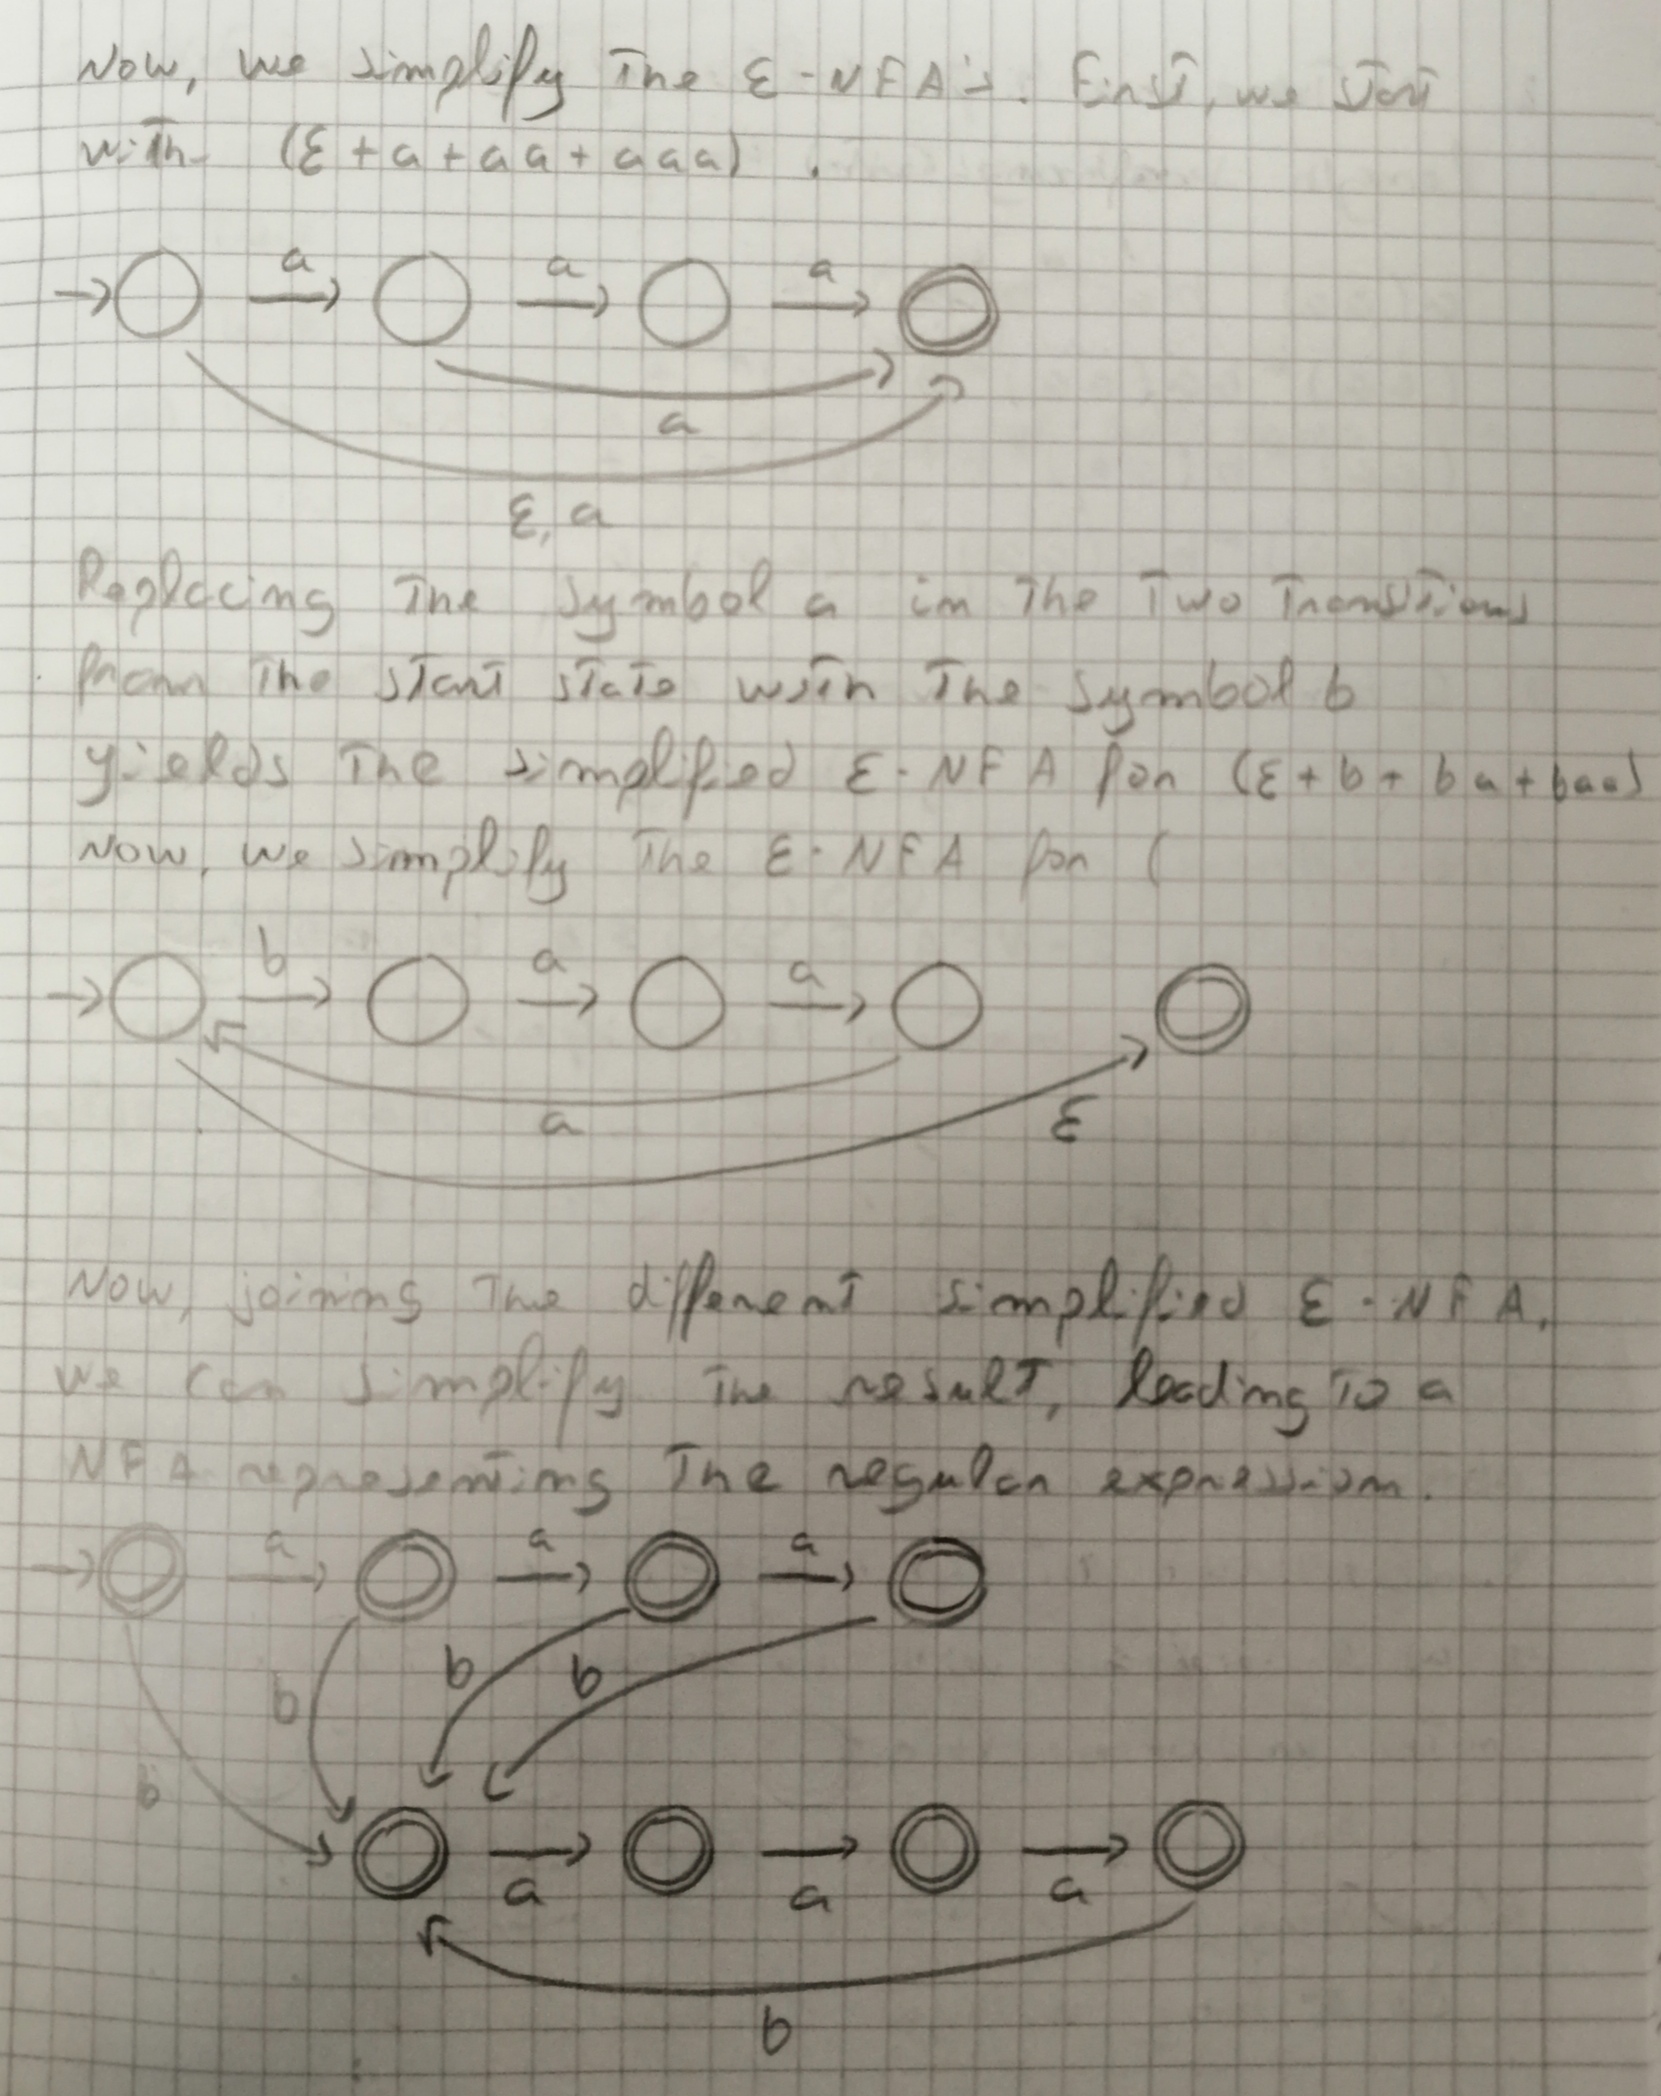 Now, we simplify the ε-NFA's. First, we start
with (ε + a + aa + aaa).
a a a
a
ε, a
Replacing the symbol a in the two transitions
from the start state with the symbol b
yields the simplified ε-NFA for (ε + b + ba + baa)
Now, we simplify the ε-NFA for (
b a a
a
ε
Now, joining the different simplified ε-NFA,
we can simplify the result, leading to a
NFA representing the regular expression.
a a a
b b b
b
a a a
b